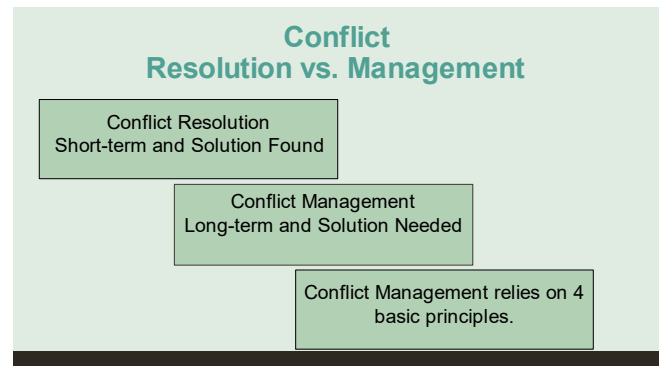 Conflict
Resolution vs. Management
Conflict Resolution
Short-term and Solution Found
Conflict Management
Long-term and Solution Needed
Conflict Management relies on 4
basic principles.